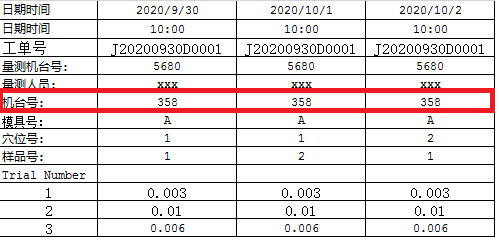 日期时间 2020/9/30 2020/10/1 2020/10/2
日期时间 10:00 10:00 10:00
工单号 J20200930D0001 J20200930D0001 J20200930D0001
量测机台号: 5680 5680 5680
量测人员: xxx xxx xxx
机台号: 358 358 358
模具号: A A A
穴位号: 1 1 2
样品号: 1 2 1
Trial Number
1 0.003 0.003 0.003
2 0.01 0.01 0.01
3 0.006 0.006 0.006